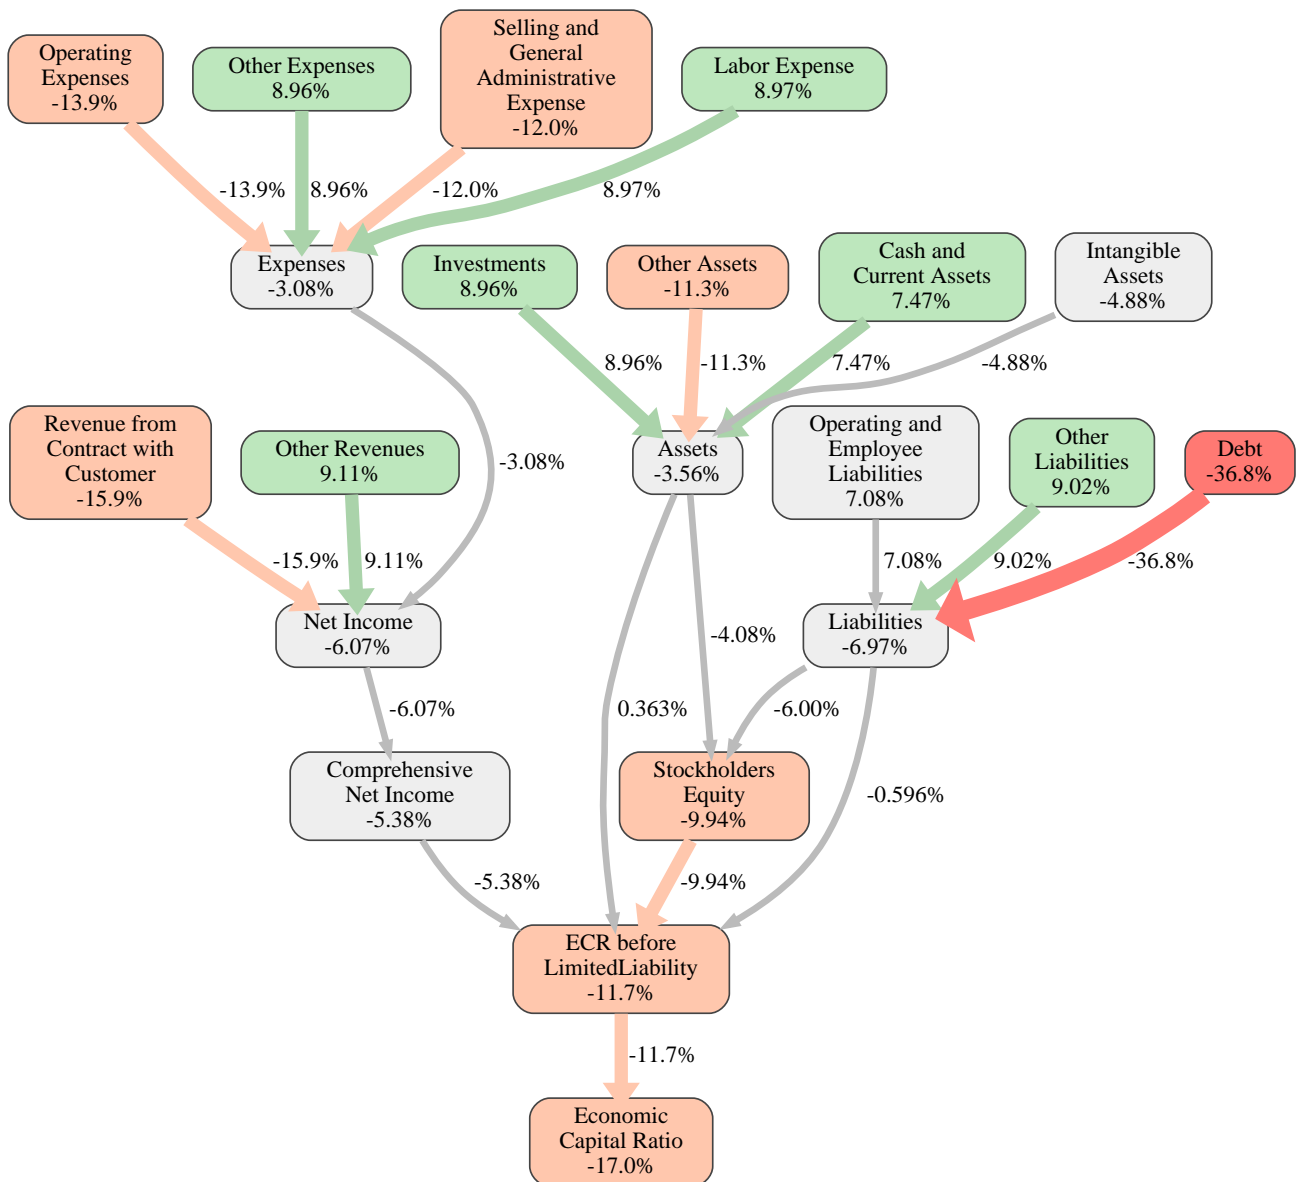 Operating
Expenses
-13.9%
Other Expenses
8.96%
Selling and
General
Administrative
Expense
-12.0%
Labor Expense
8.97%
-13.9%
8.96%
-12.0%
8.97%
Expenses
-3.08%
Investments
8.96%
Other Assets
-11.3%
Cash and
Current Assets
7.47%
Intangible
Assets
-4.88%
8.96%
-11.3%
7.47%
-4.88%
Revenue from
Contract with
Customer
-15.9%
Other Revenues
9.11%
-3.08%
Assets
-3.56%
Operating and
Employee
Liabilities
7.08%
Other
Liabilities
9.02%
Debt
-36.8%
-15.9%
9.11%
7.08%
9.02%
-36.8%
Net Income
-6.07%
-4.08%
Liabilities
-6.97%
-6.07%
0.363%
-6.00%
Comprehensive
Net Income
-5.38%
Stockholders
Equity
-9.94%
-0.596%
-5.38%
-9.94%
ECR before
LimitedLiability
-11.7%
-11.7%
Economic
Capital Ratio
-17.0%